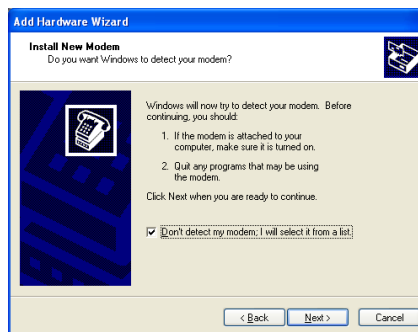 Add Hardware Wizard
Install New Modem
Do you want Windows to detect your modem?
Windows will now try to detect your modem. Before
continuing, you should:
1. If the modem is attached to your
computer, make sure it is turned on.
2. Quit any programs that may be using
the modem.
Click Next when you are ready to continue.
Don't detect my modem; I will select it from a list.
< Back Next > Cancel